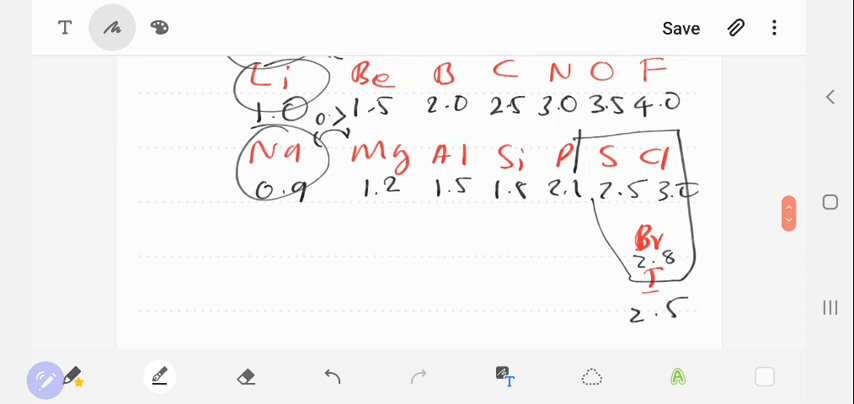 T
Save
Li Be B C N O F
1.0 0.> 1.5 2.0 2.5 3.0 3.5 4.0
Na Mg Al Si P S Cl
0.9 1.2 1.5 1.8 2.1 2.5 3.0
Br
2.8
I
2.5
T
A